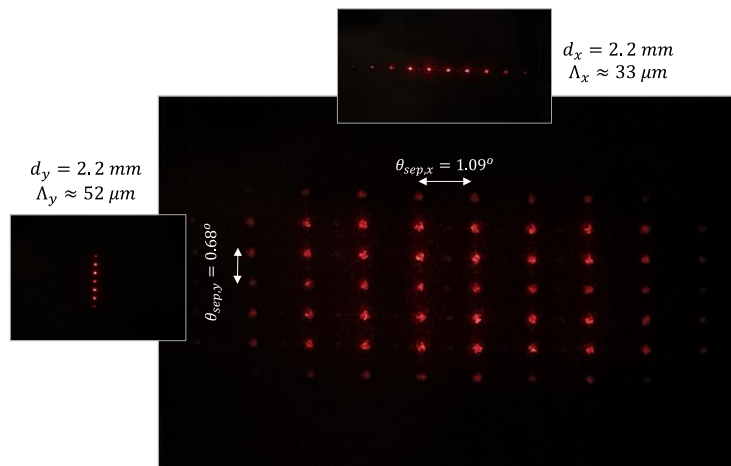 d_x = 2.2 mm
Λ_x ≈ 33 μm
θ_sep,x = 1.09°
d_y = 2.2 mm
Λ_y ≈ 52 μm
θ_sep,y = 0.68°